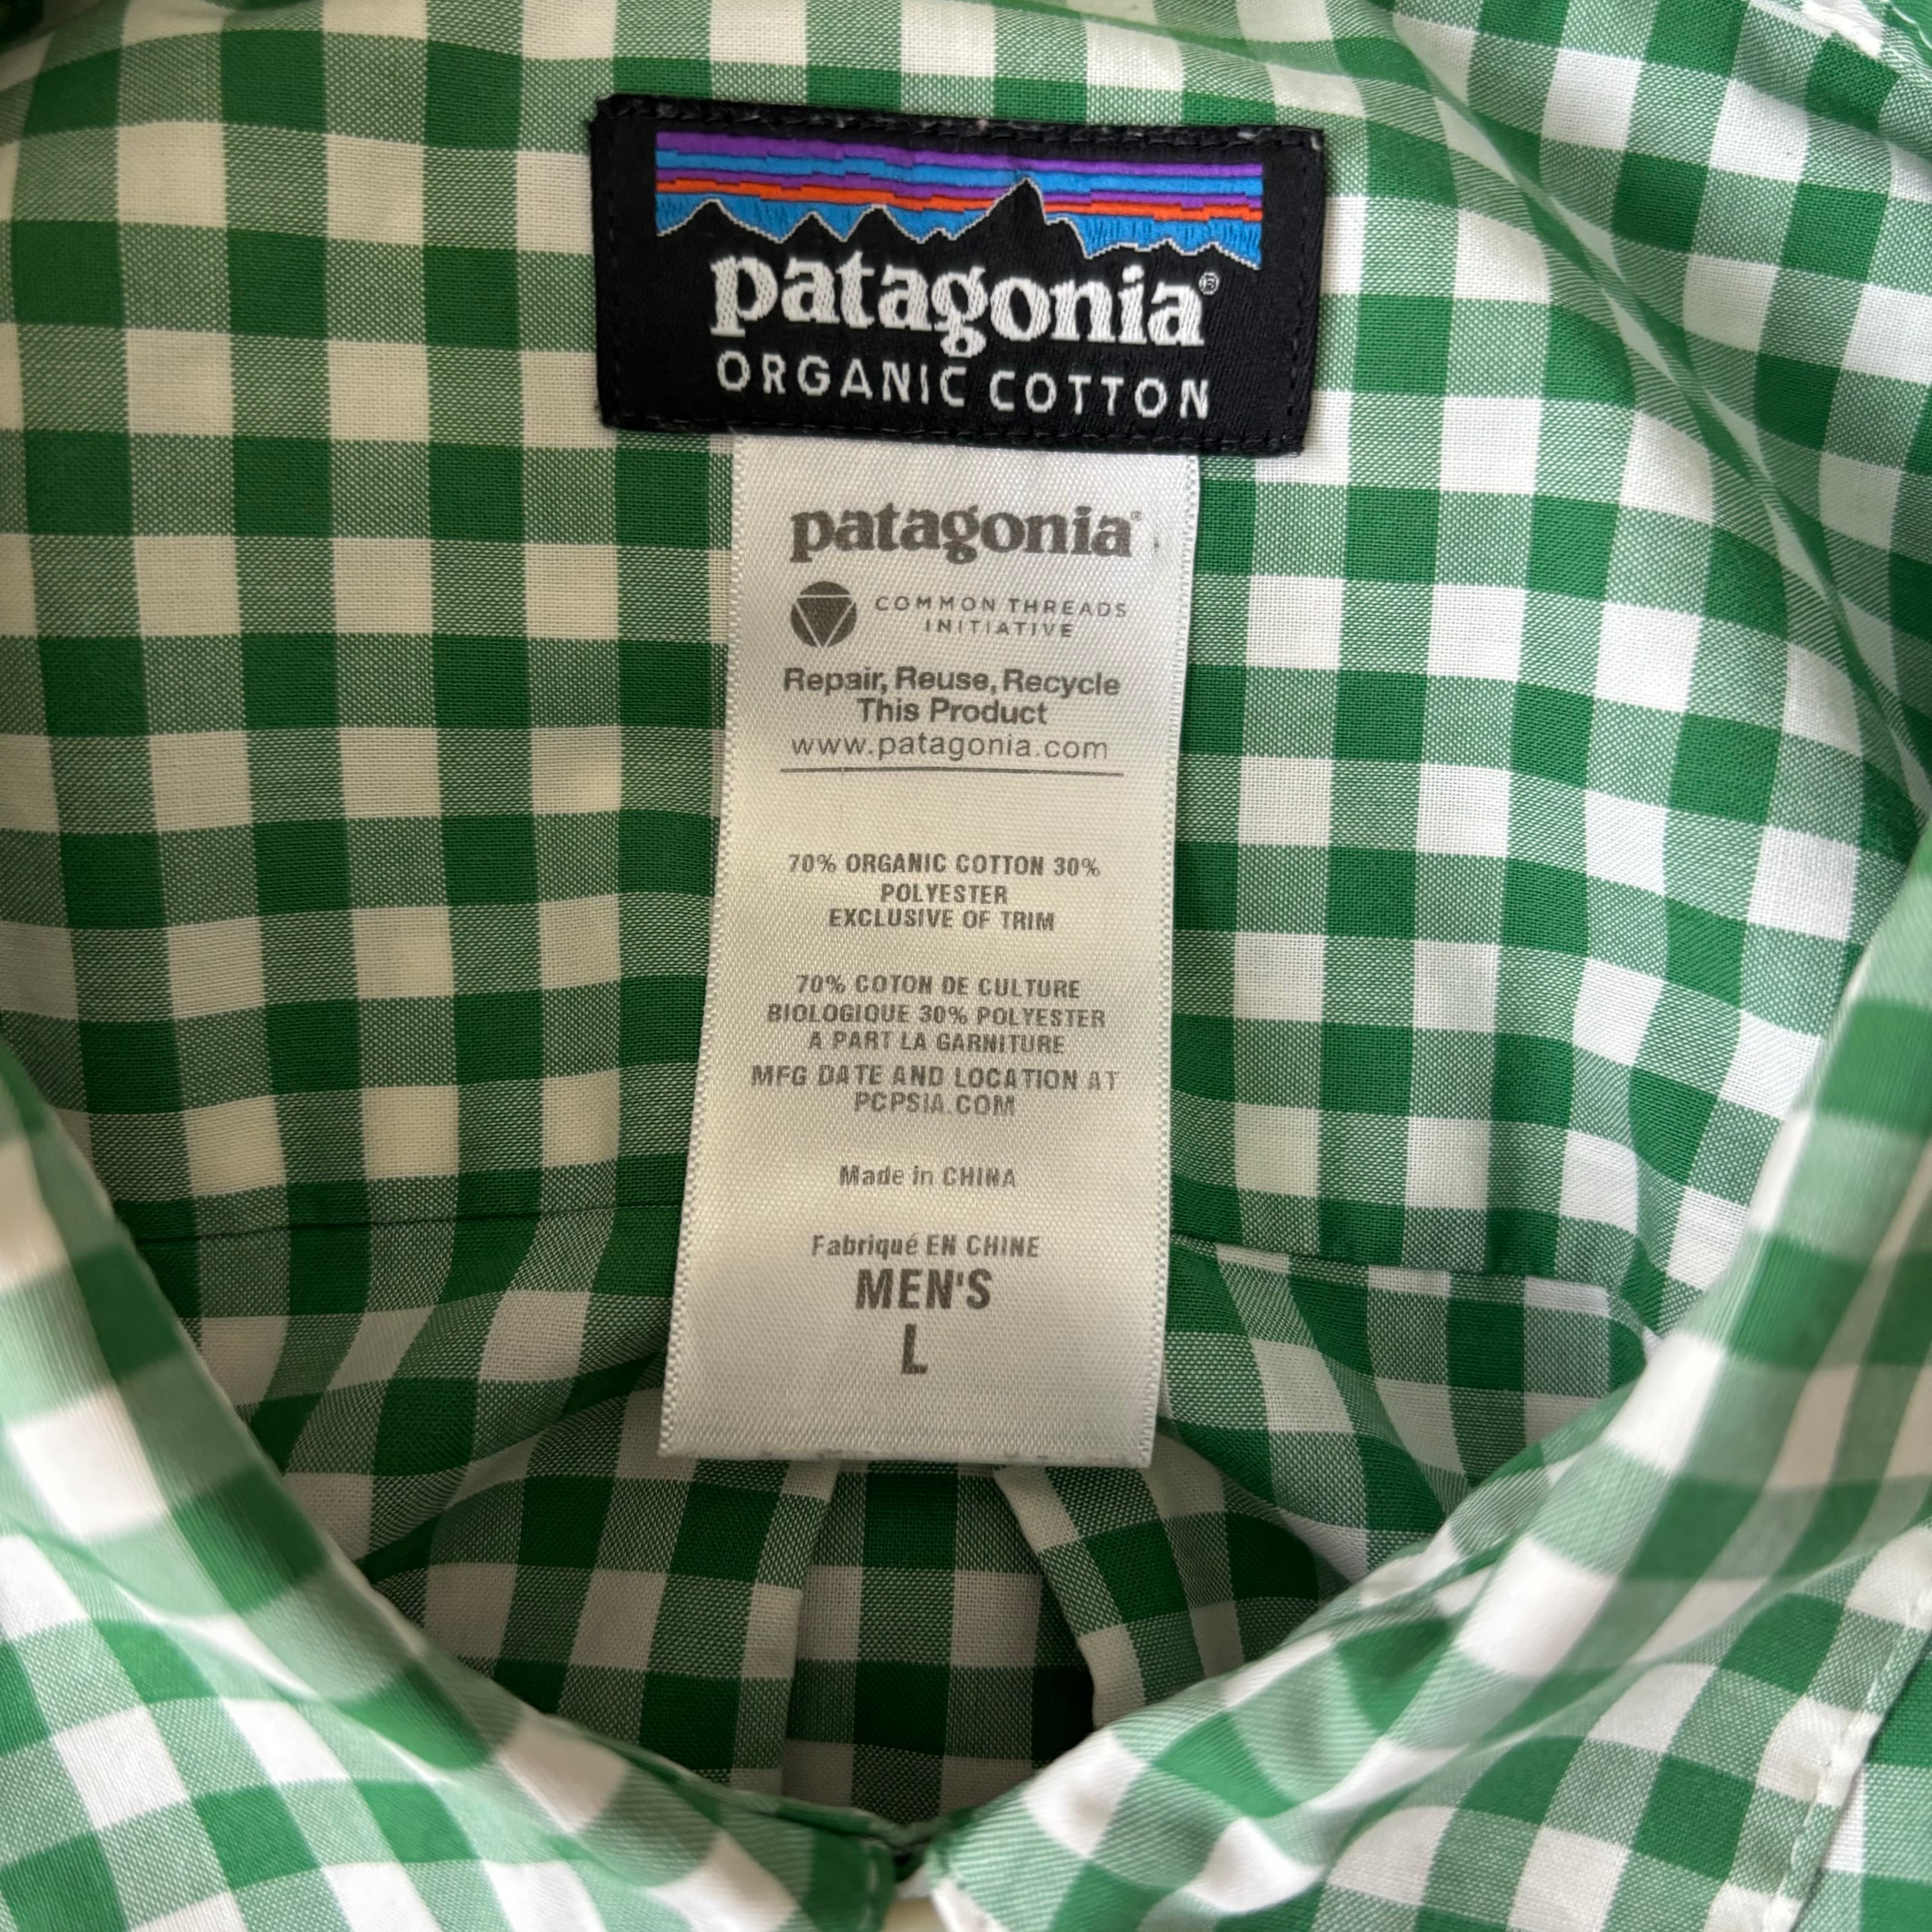 patagonia®
ORGANIC COTTON
patagonia®
COMMON THREADS
INITIATIVE
Repair, Reuse, Recycle
This Product
www.patagonia.com
70% ORGANIC COTTON 30%
POLYESTER
EXCLUSIVE OF TRIM
70% COTON DE CULTURE
BIOLOGIQUE 30% POLYESTER
A PART LA GARNITURE
MFG DATE AND LOCATION AT
PCPSIA.COM
Made in CHINA
Fabriqué EN CHINE
MEN'S
L